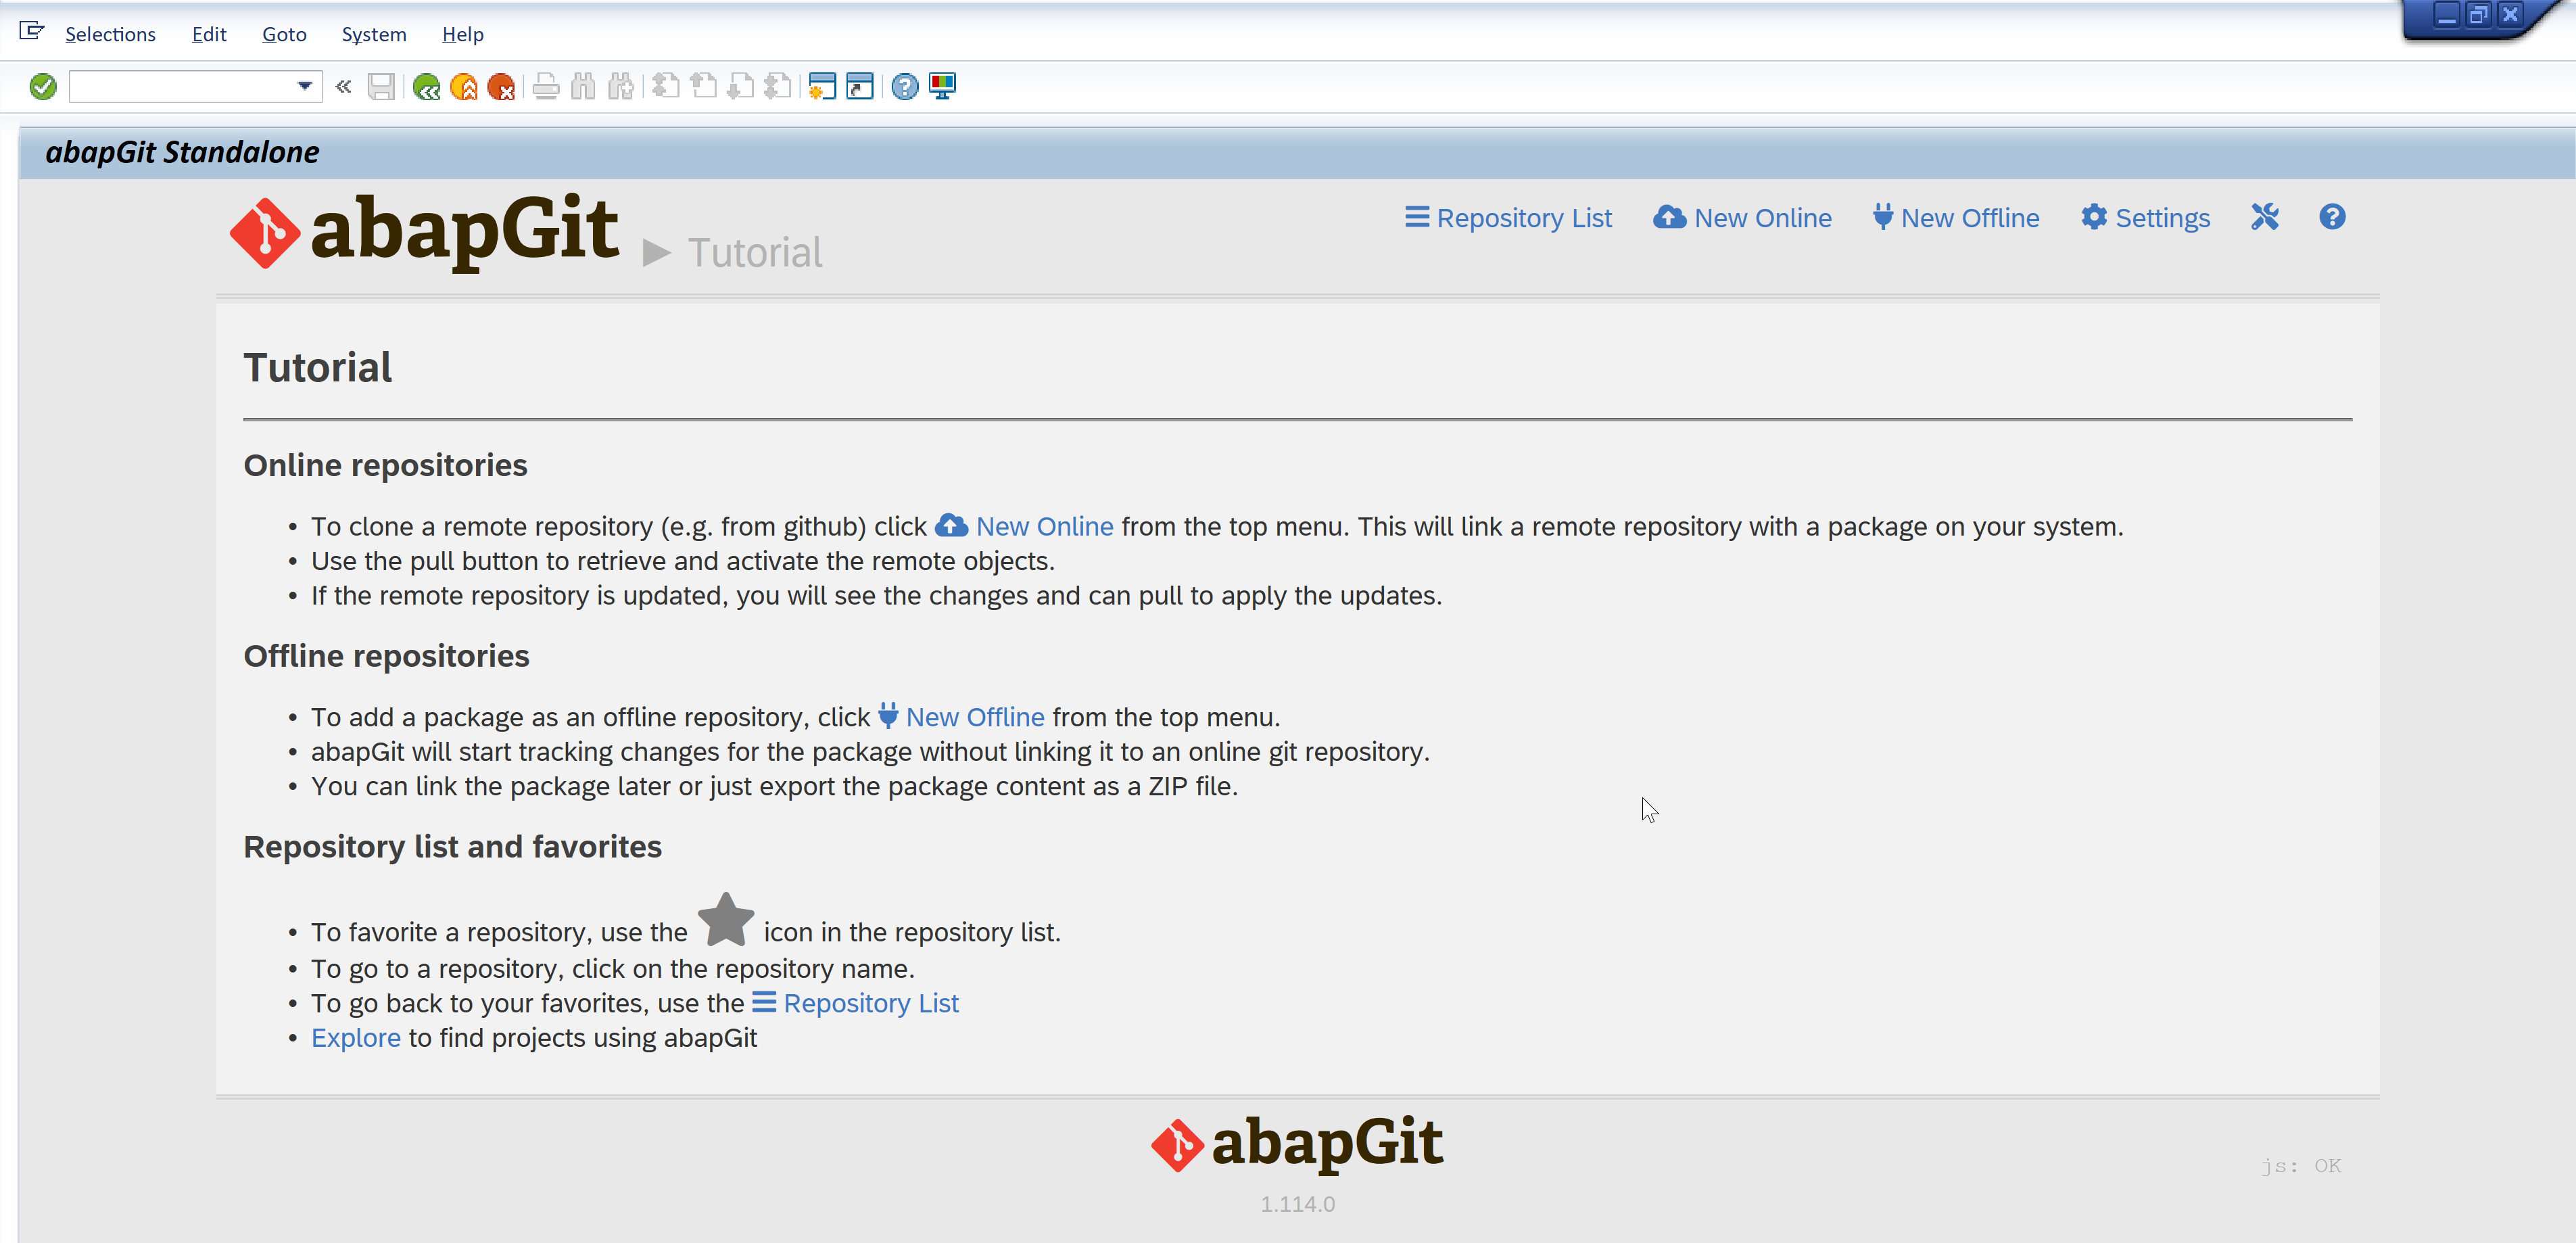 Selections Edit Goto System Help
abapGit Standalone
abapGit ▶ Tutorial
Repository List New Online New Offline Settings
Tutorial
Online repositories
• To clone a remote repository (e.g. from github) click New Online from the top menu. This will link a remote repository with a package on your system.
• Use the pull button to retrieve and activate the remote objects.
• If the remote repository is updated, you will see the changes and can pull to apply the updates.
Offline repositories
• To add a package as an offline repository, click New Offline from the top menu.
• abapGit will start tracking changes for the package without linking it to an online git repository.
• You can link the package later or just export the package content as a ZIP file.
Repository list and favorites
• To favorite a repository, use the icon in the repository list.
• To go to a repository, click on the repository name.
• To go back to your favorites, use the Repository List
• Explore to find projects using abapGit
abapGit
js: OK
1.114.0